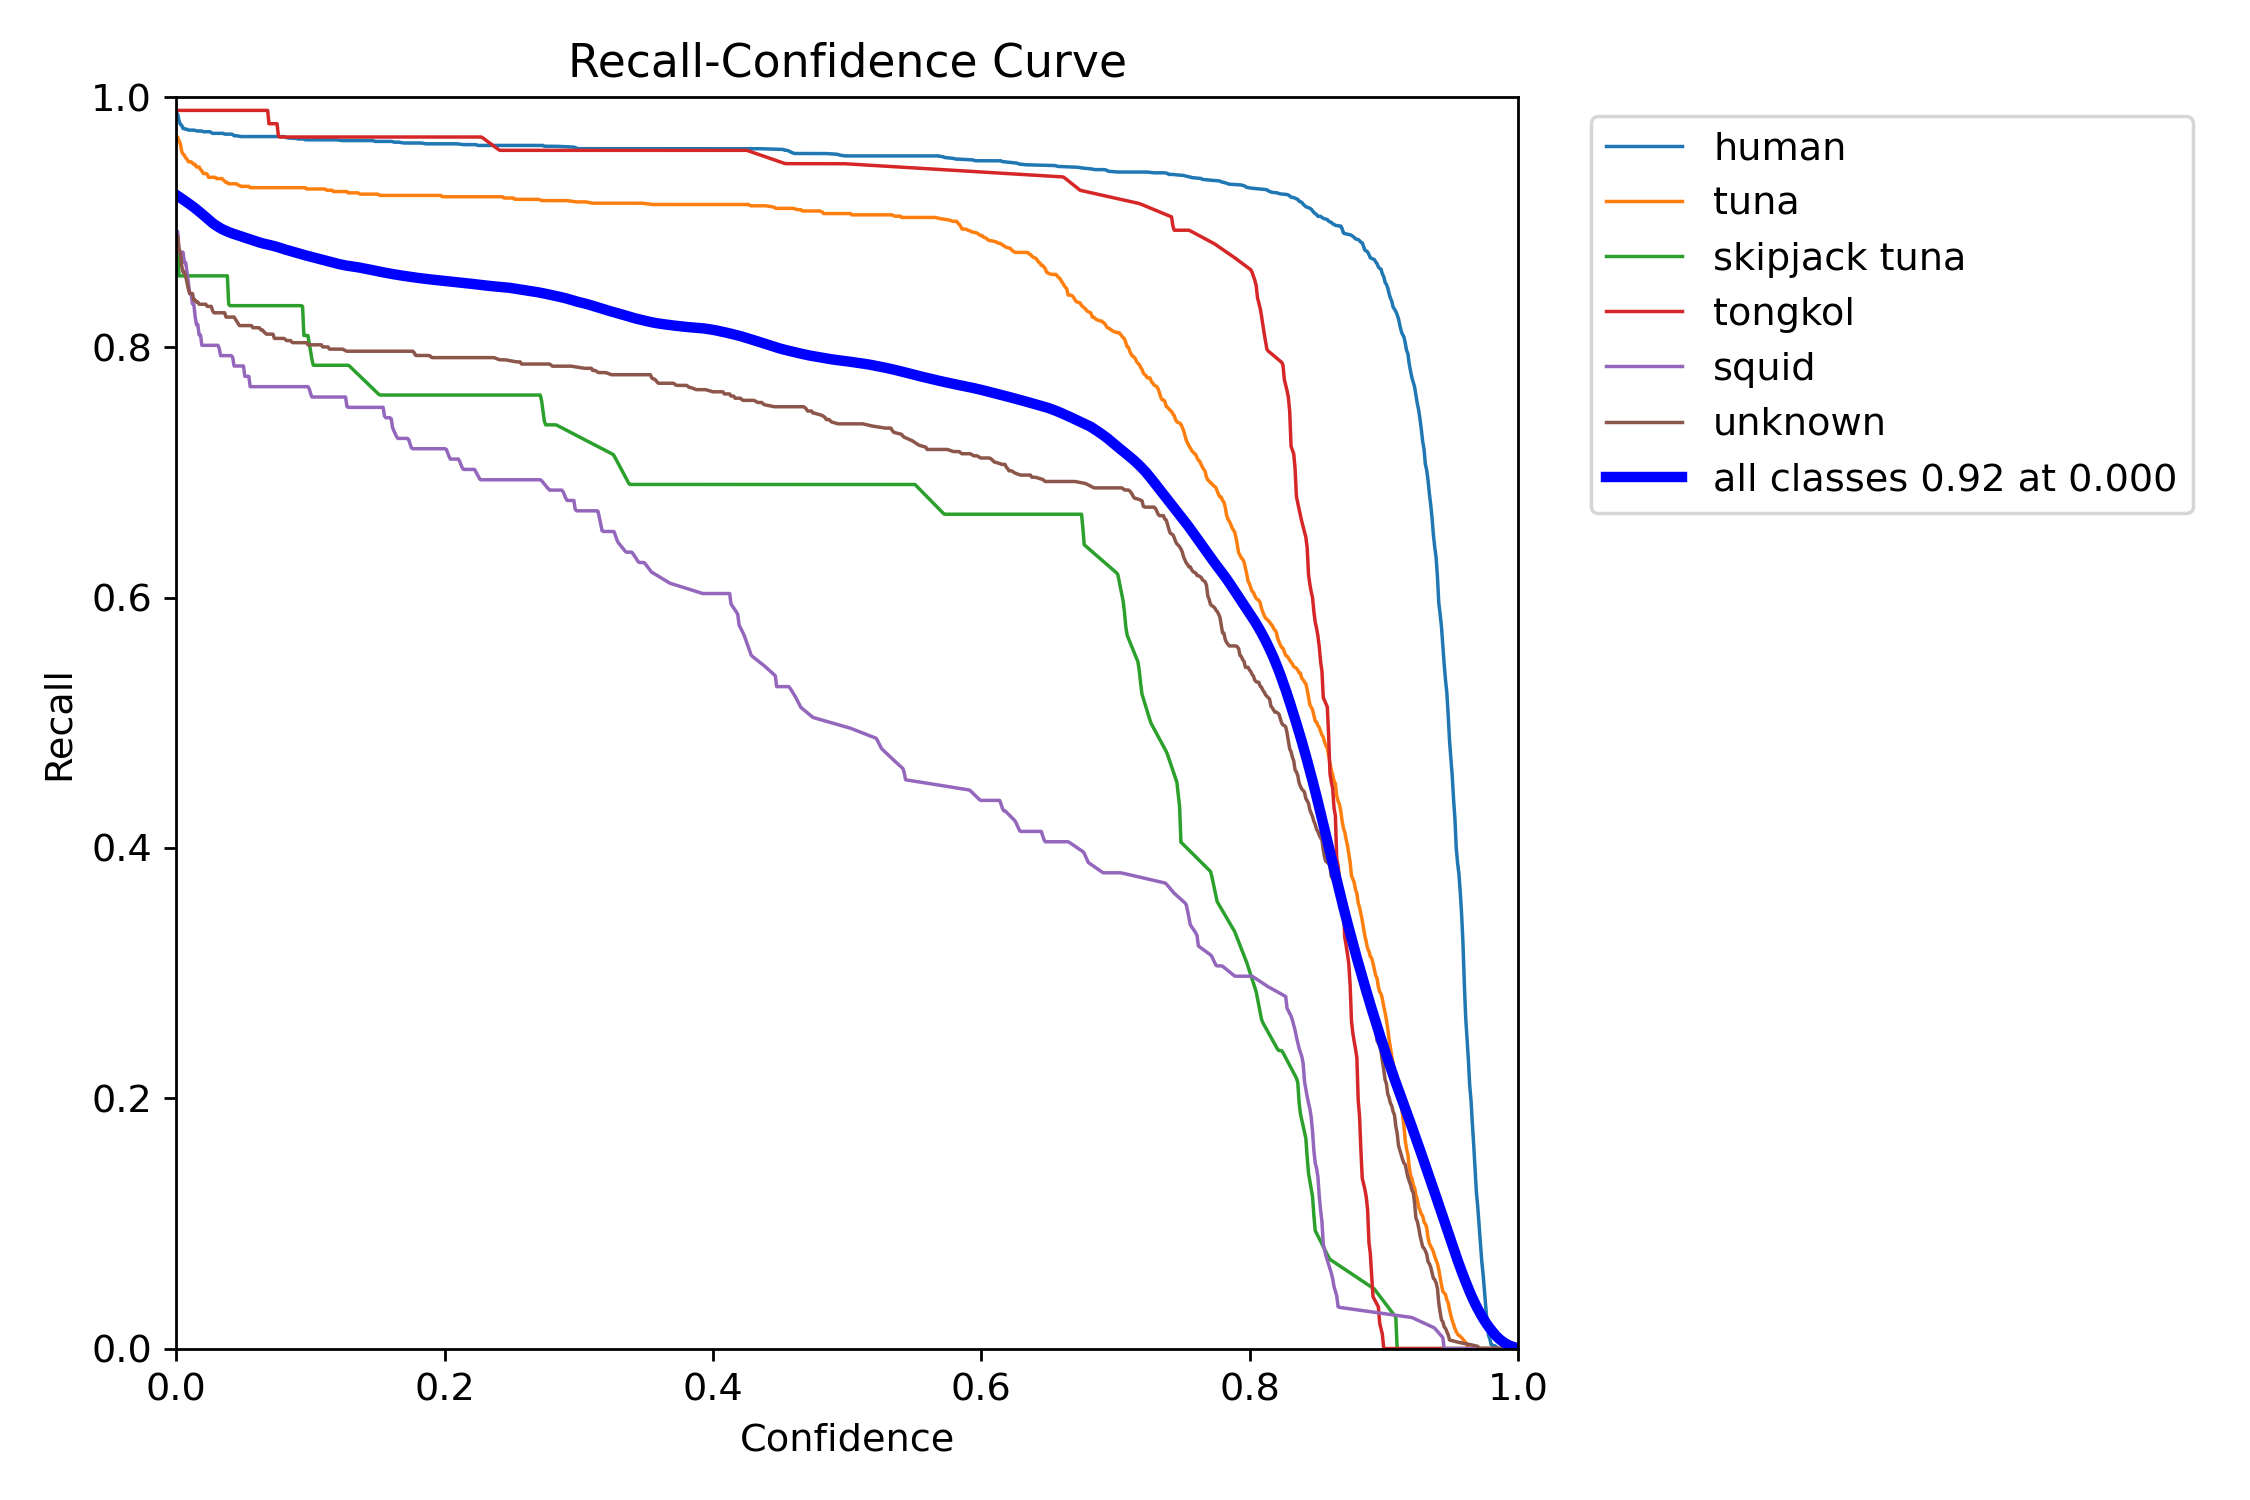 Recall-Confidence Curve
1.0
0.8
0.6
0.4
0.2
0.0
Recall
0.0 0.2 0.4 0.6 0.8 1.0
Confidence
human
tuna
skipjack tuna
tongkol
squid
unknown
all classes 0.92 at 0.000